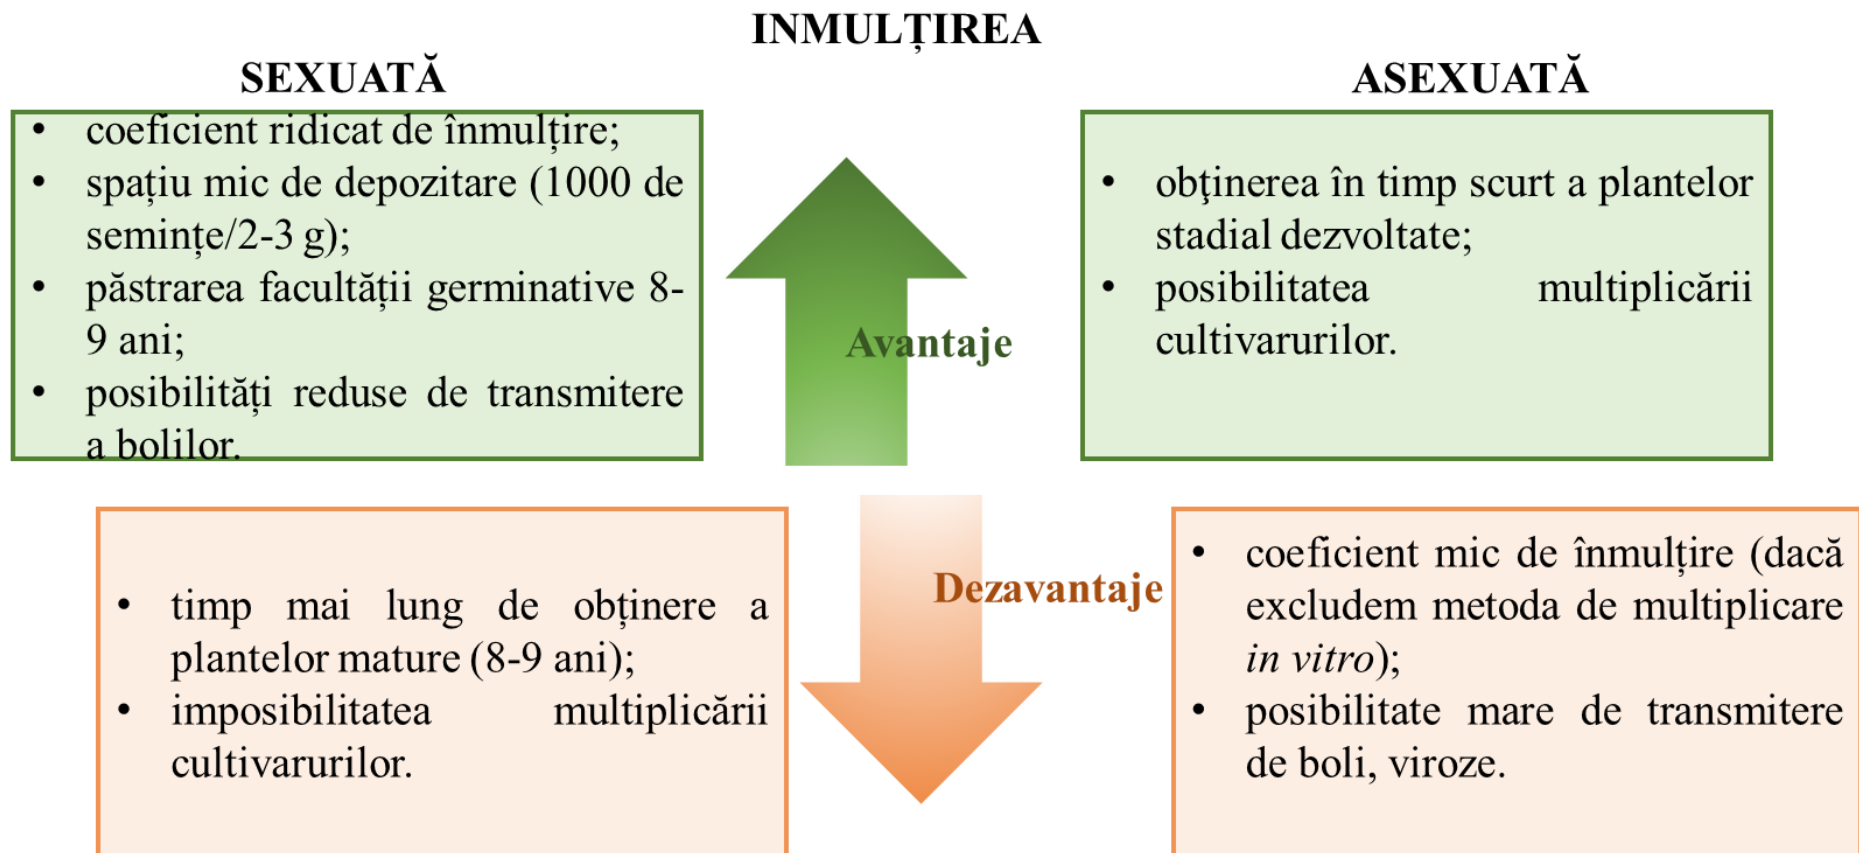 INMULȚIREA
SEXUATĂ
• coeficient ridicat de înmulțire;
• spațiu mic de depozitare (1000 de
semințe/2-3 g);
• păstrarea facultății germinative 8-
9 ani;
• posibilități reduse de transmitere
a bolilor.
ASEXUATĂ
• obţinerea în timp scurt a plantelor
stadial dezvoltate;
• posibilitatea multiplicării
cultivarurilor.
Avantaje
• timp mai lung de obținere a
plantelor mature (8-9 ani);
• imposibilitatea multiplicării
cultivarurilor.
Dezavantaje
• coeficient mic de înmulțire (dacă
excludem metoda de multiplicare
in vitro);
• posibilitate mare de transmitere
de boli, viroze.